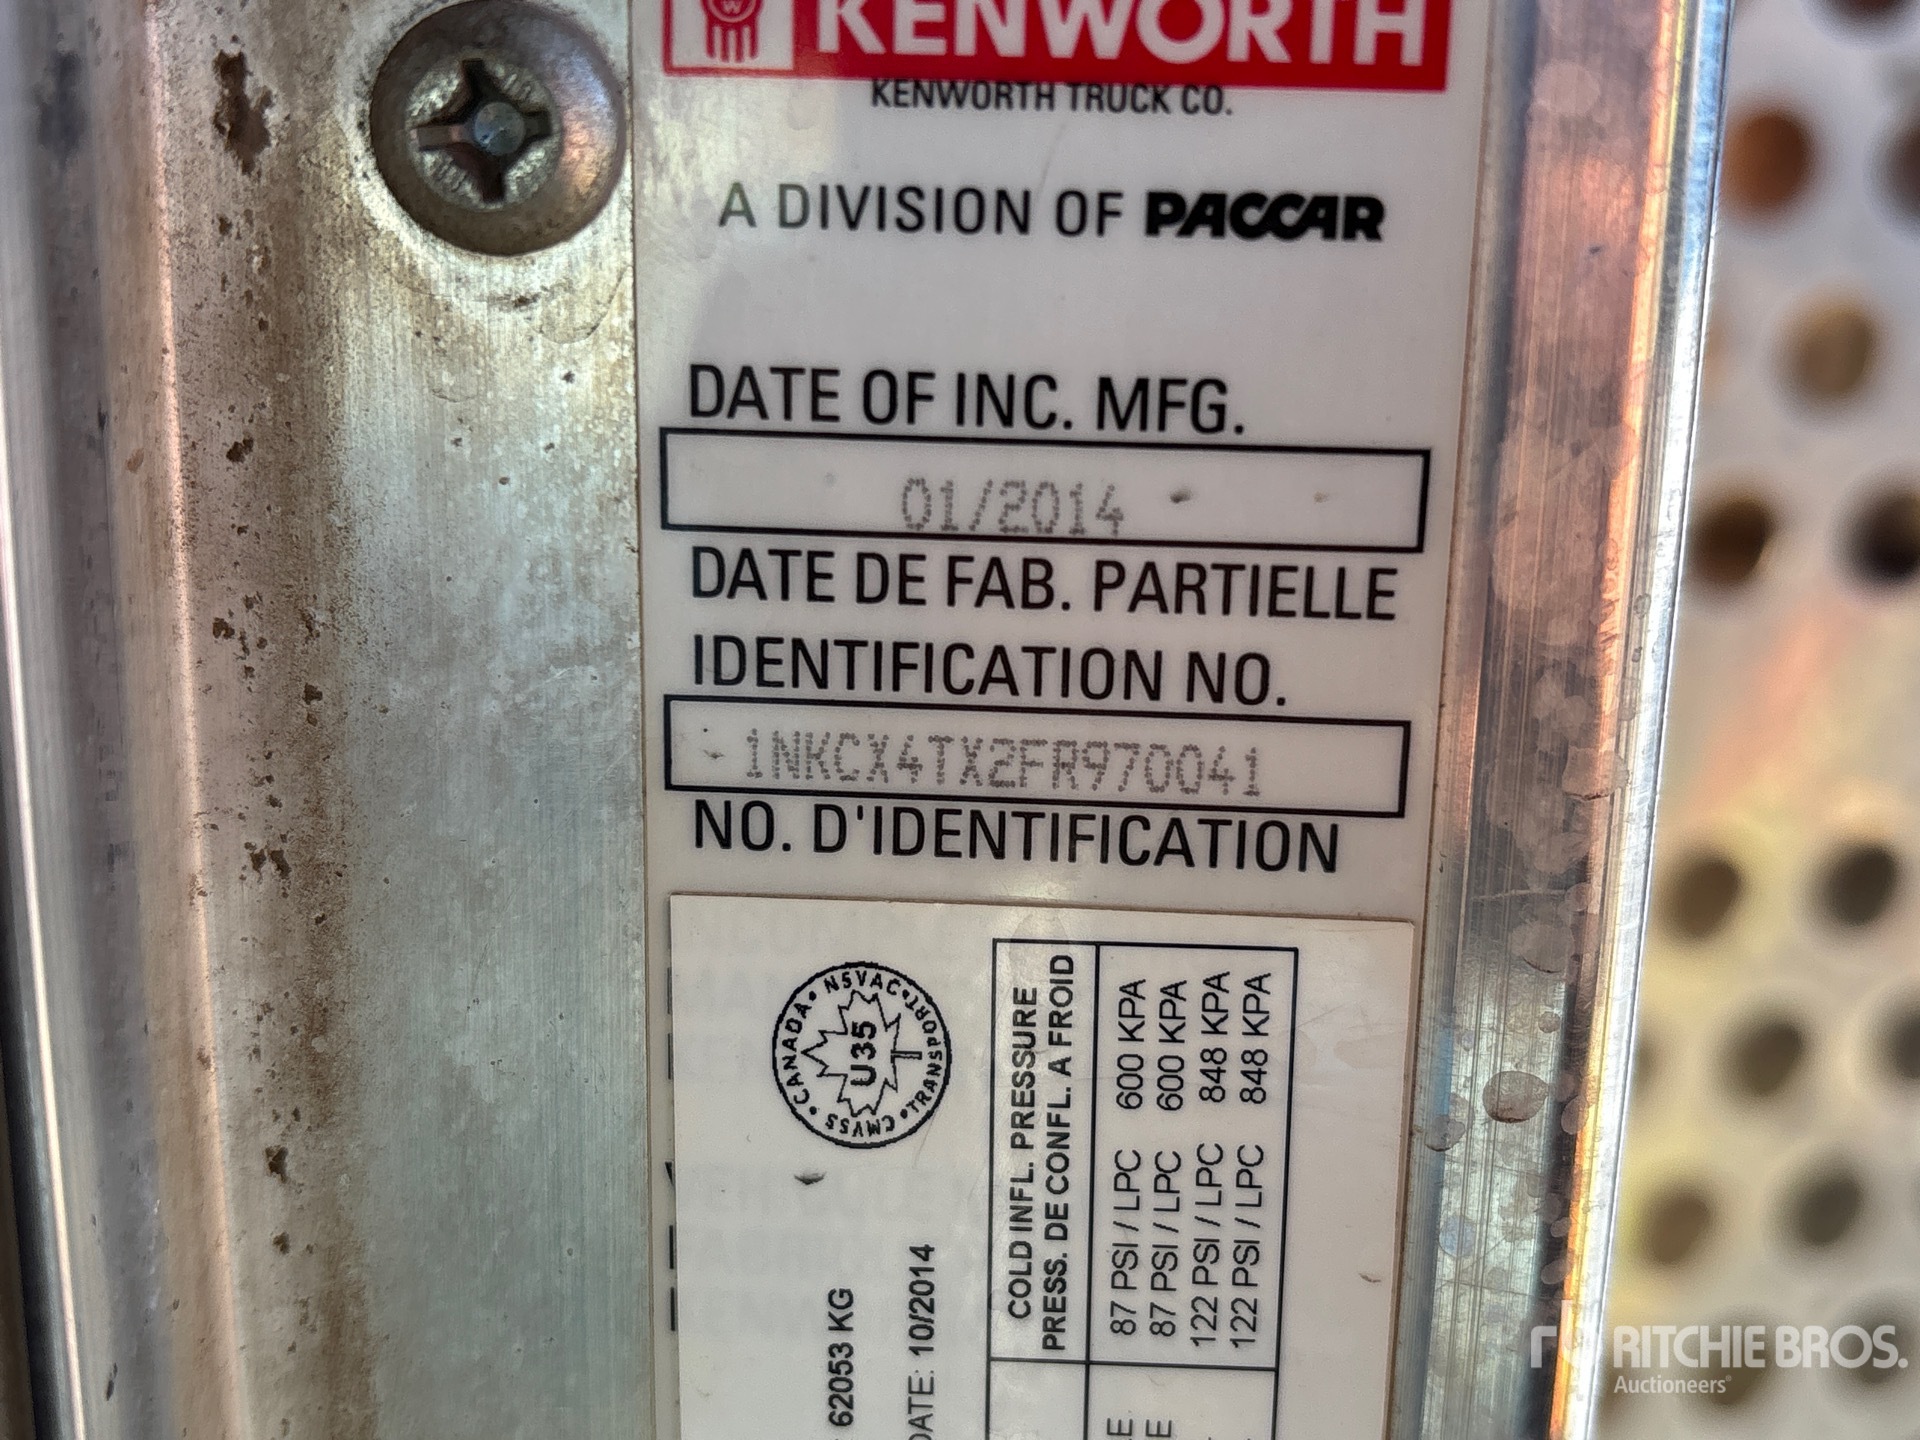 KENWORTH
KENWORTH TRUCK CO.
A DIVISION OF PACCAR
DATE OF INC. MFG.
01/2014
DATE DE FAB. PARTIELLE
IDENTIFICATION NO.
1NKCX4TX2FR970041
NO. D'IDENTIFICATION
CANADA • NSVAC • TRANSPORT • CMVSS •
U35
62053 KG
DATE: 10/2014
COLD INFL. PRESSURE
PRESS. DE CONFL. A FROID
87 PSI / LPC 600 KPA
87 PSI / LPC 600 KPA
122 PSI / LPC 848 KPA
122 PSI / LPC 848 KPA
RITCHIE BROS.
Auctioneers